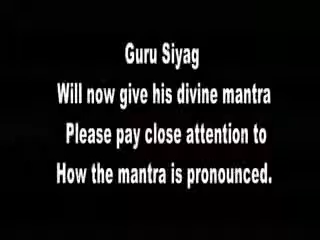 Guru Siyag
Will now give his divine mantra
Please pay close attention to
How the mantra is pronounced.